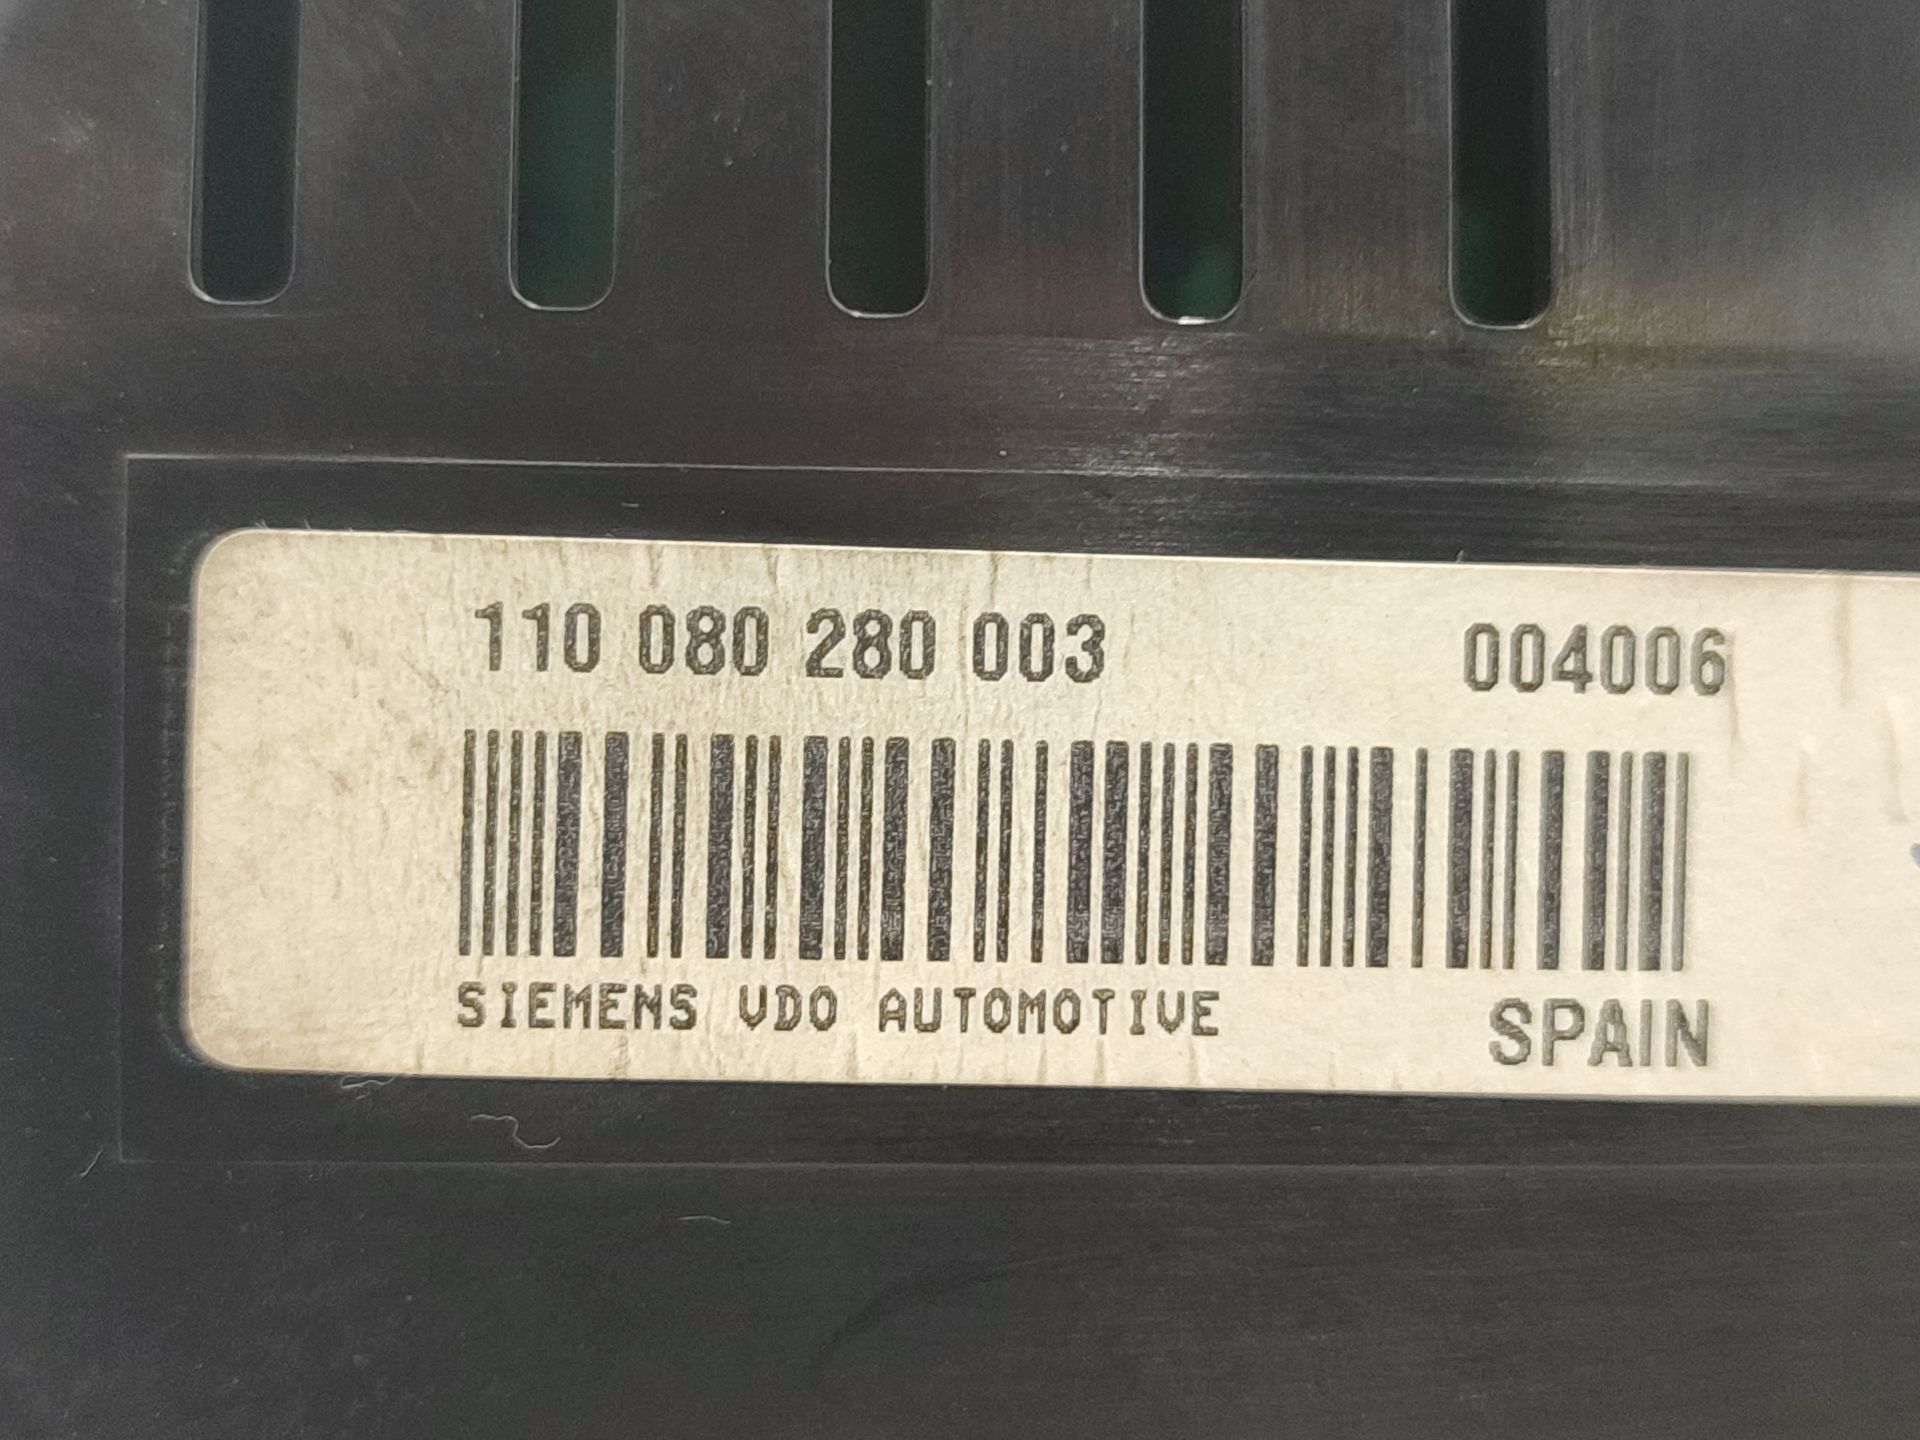 110 080 280 003 004006
SIEMENS VDO AUTOMOTIVE SPAIN